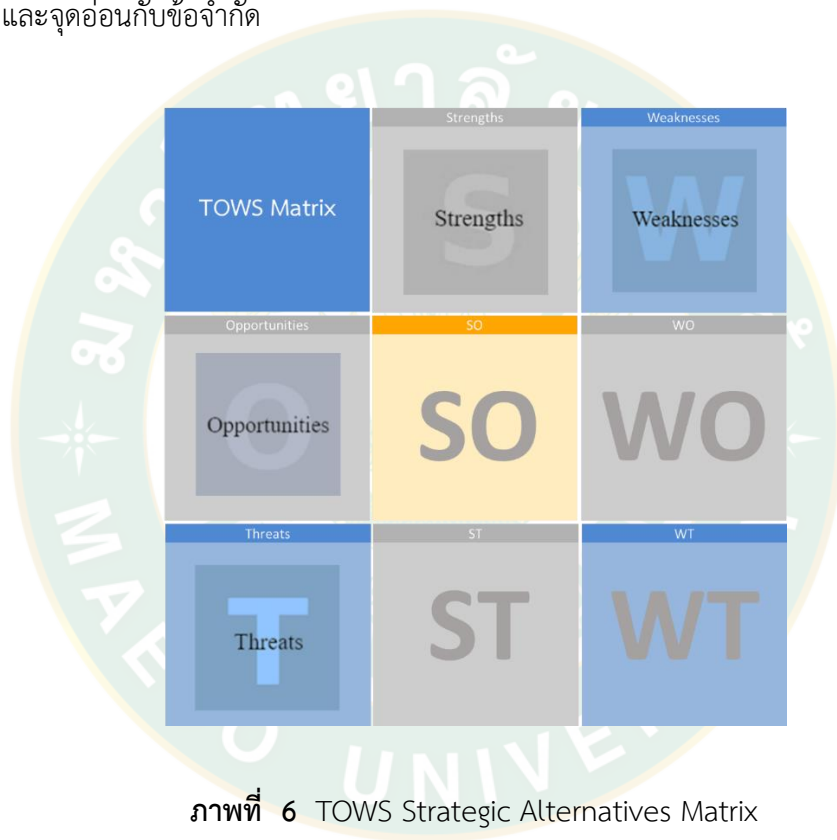 และจุดอ่อนกับข้อจำกัด
Strengths
Weaknesses
TOWS Matrix
S
Strengths
W
Weaknesses
Opportunities
SO
WO
O
Opportunities
SO
WO
Threats
ST
WT
T
Threats
ST
WT
ภาพที่ 6 TOWS Strategic Alternatives Matrix